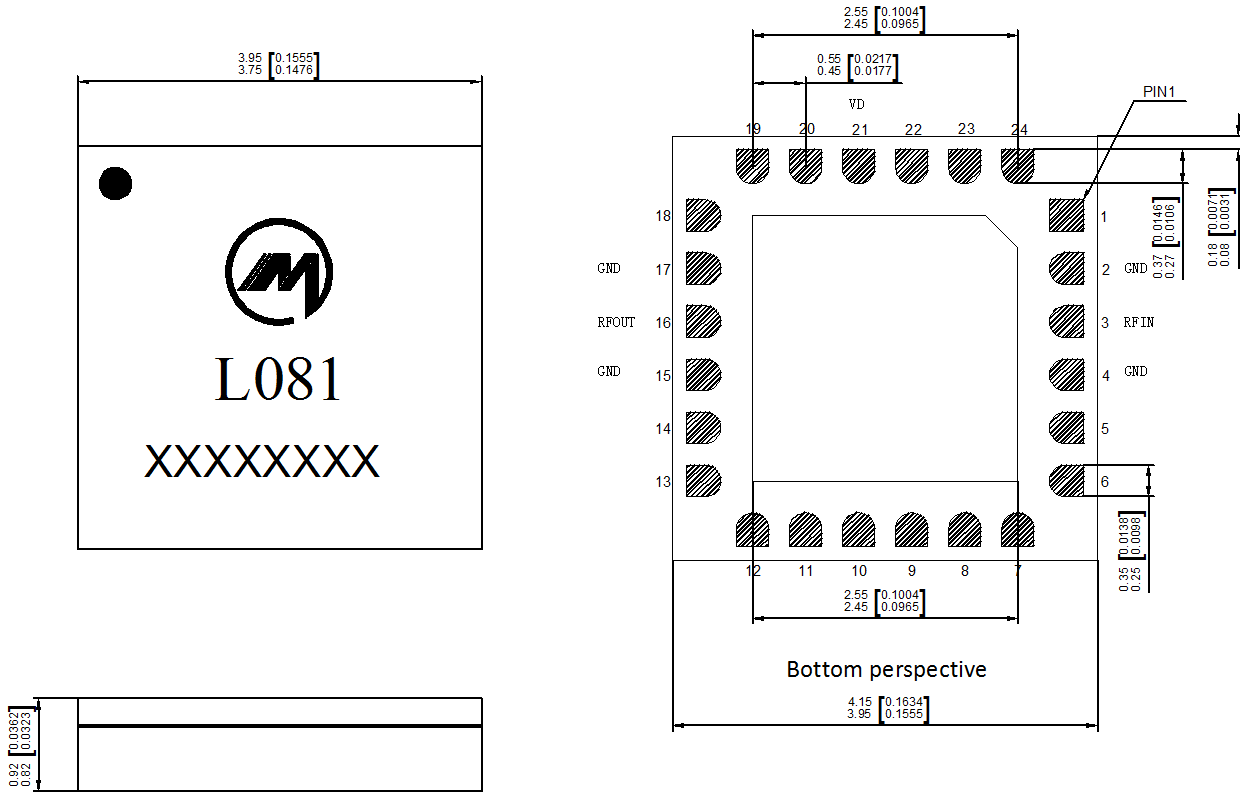 3.95 [0.1555]
3.75 [0.1476]
L081
XXXXXXXX
0.92 [0.0362]
0.82 [0.0323]
2.55 [0.1004]
2.45 [0.0965]
0.55 [0.0217]
0.45 [0.0177]
VD
PIN1
19 20 21 22 23 24
18
17 GND
16 RFOUT
15 GND
14
13
1
2 GND
3 RFIN
4 GND
5
6
0.37 [0.0146]
0.27 [0.0106]
0.18 [0.0071]
0.08 [0.0031]
0.35 [0.0138]
0.25 [0.0098]
12 11 10 9 8 7
2.55 [0.1004]
2.45 [0.0965]
Bottom perspective
4.15 [0.1634]
3.95 [0.1555]